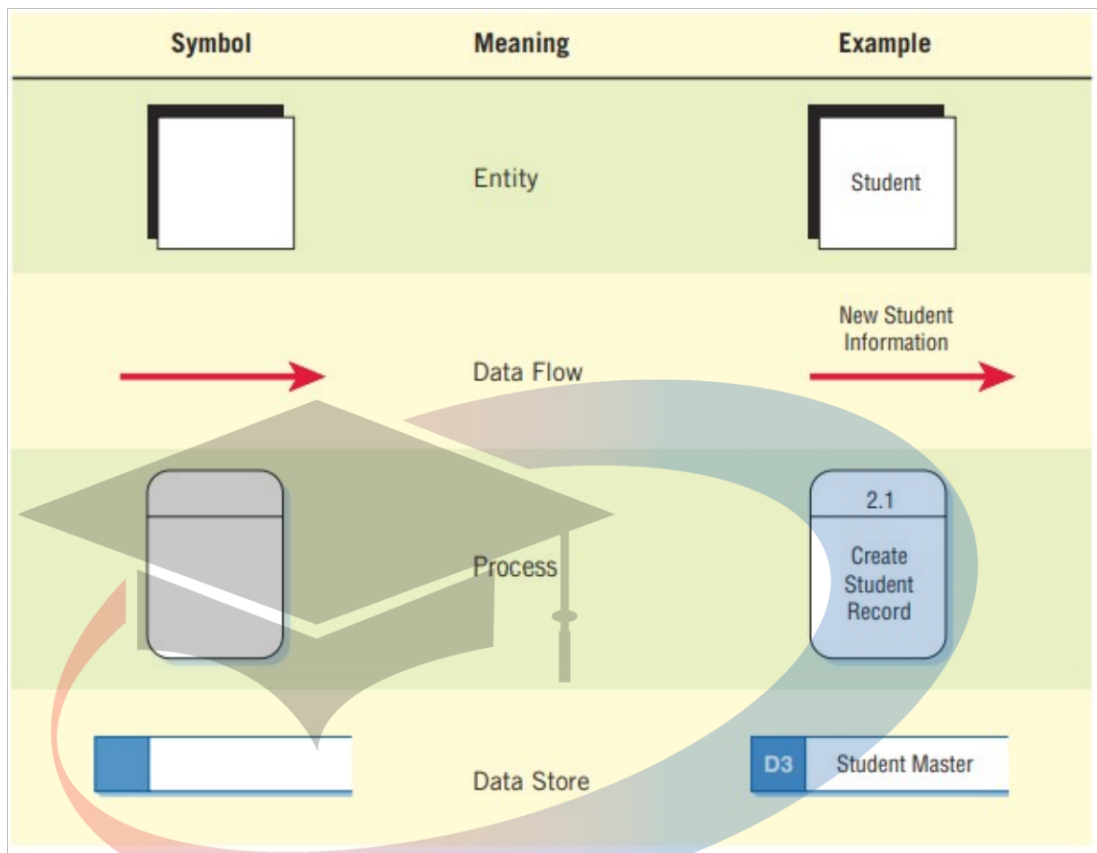 Symbol Meaning Example
Entity Student
New Student
Information
Data Flow
2.1
Process
Create
Student
Record
Data Store D3 Student Master